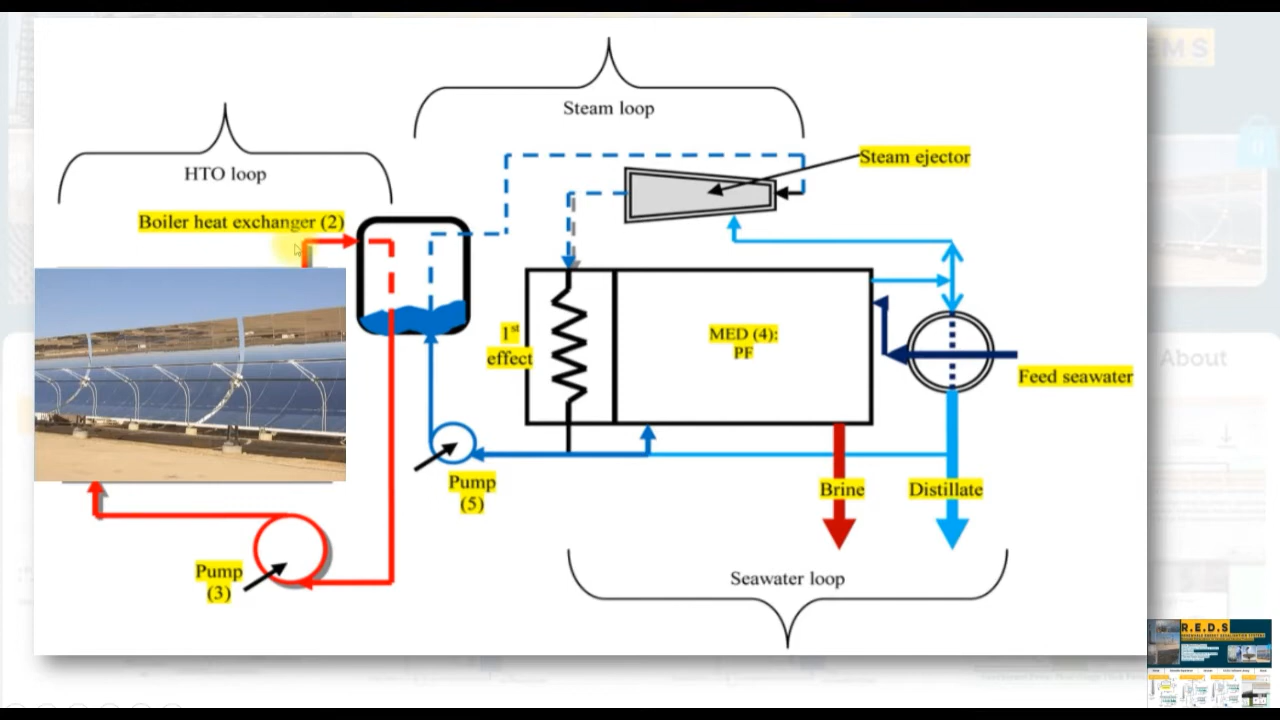 EMS
Steam loop
HTO loop
Steam ejector
Boiler heat exchanger (2)
1st
effect
MED (4):
PF
About
Feed seawater
Pump
(5)
Brine
Distillate
Pump
(3)
Seawater loop
R.E.D.S